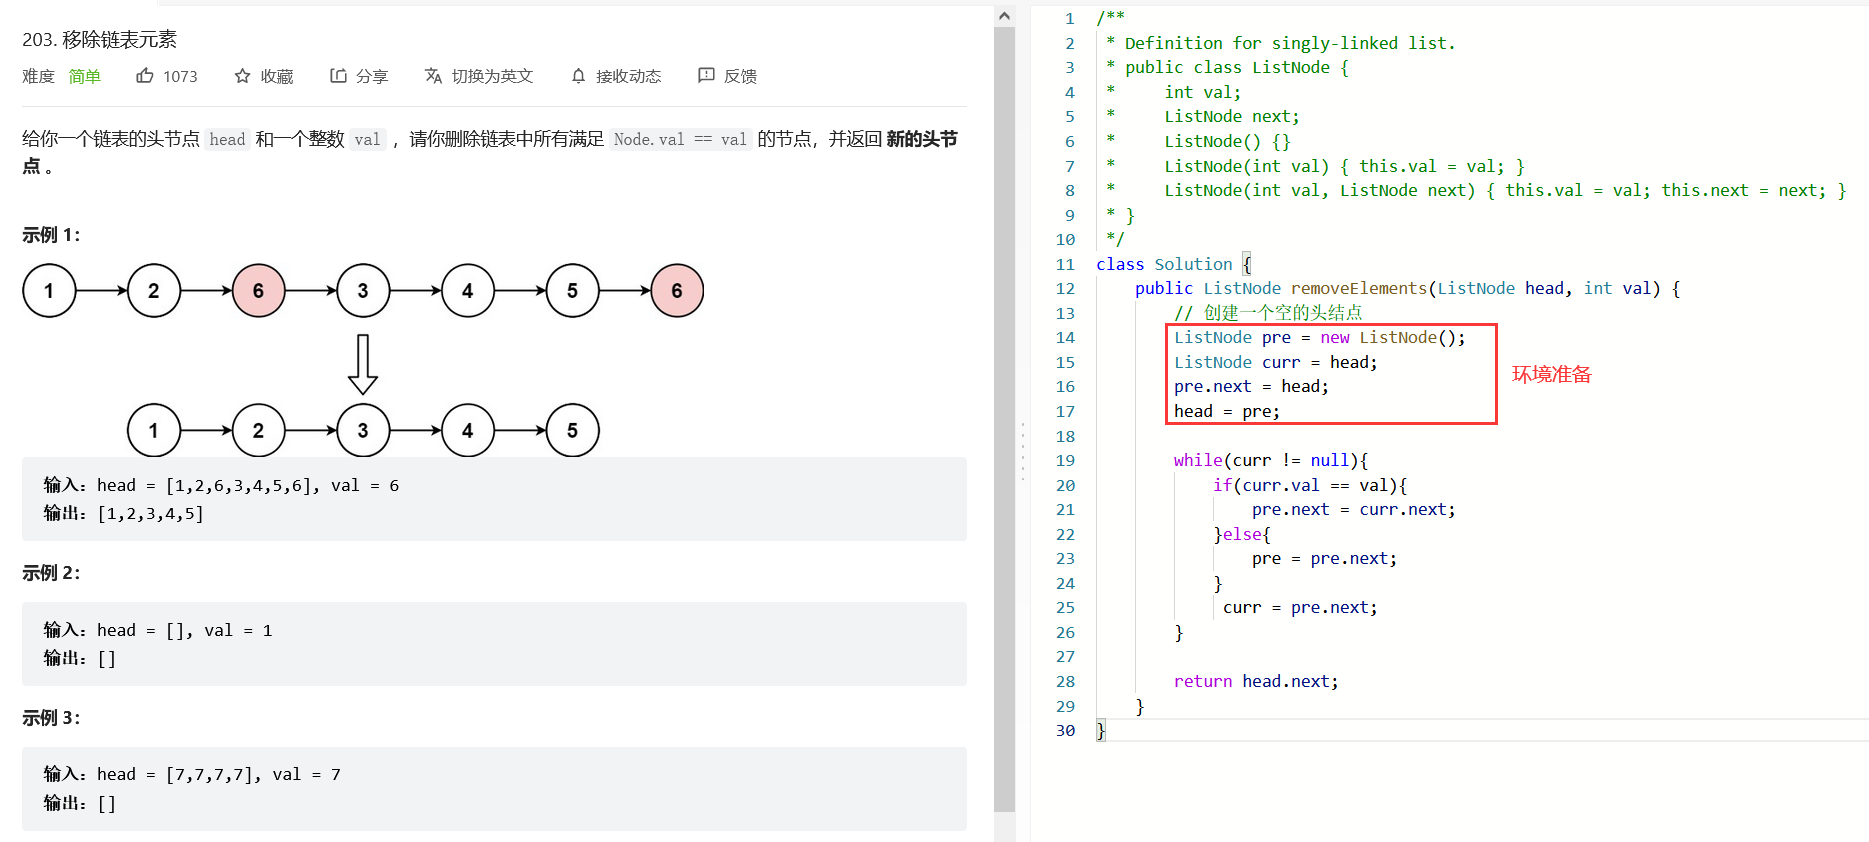 203. 移除链表元素
难度 简单 1073 收藏 分享 切换为英文 接收动态 反馈
给你一个链表的头节点 head 和一个整数 val ，请你删除链表中所有满足 Node.val == val 的节点，并返回 新的头节
点 。
示例 1：
1 2 6 3 4 5 6
1 2 3 4 5
输入：head = [1,2,6,3,4,5,6], val = 6
输出：[1,2,3,4,5]
示例 2：
输入：head = [], val = 1
输出：[]
示例 3：
输入：head = [7,7,7,7], val = 7
输出：[]
1 /**
2  * Definition for singly-linked list.
3  * public class ListNode {
4  *     int val;
5  *     ListNode next;
6  *     ListNode() {}
7  *     ListNode(int val) { this.val = val; }
8  *     ListNode(int val, ListNode next) { this.val = val; this.next = next; }
9  * }
10  */
11 class Solution {
12     public ListNode removeElements(ListNode head, int val) {
13         // 创建一个空的头结点
14         ListNode pre = new ListNode();
15         ListNode curr = head;
16         pre.next = head;
17         head = pre;
环境准备
18
19         while(curr != null){
20             if(curr.val == val){
21                 pre.next = curr.next;
22             }else{
23                 pre = pre.next;
24             }
25              curr = pre.next;
26         }
27
28         return head.next;
29     }
30 }